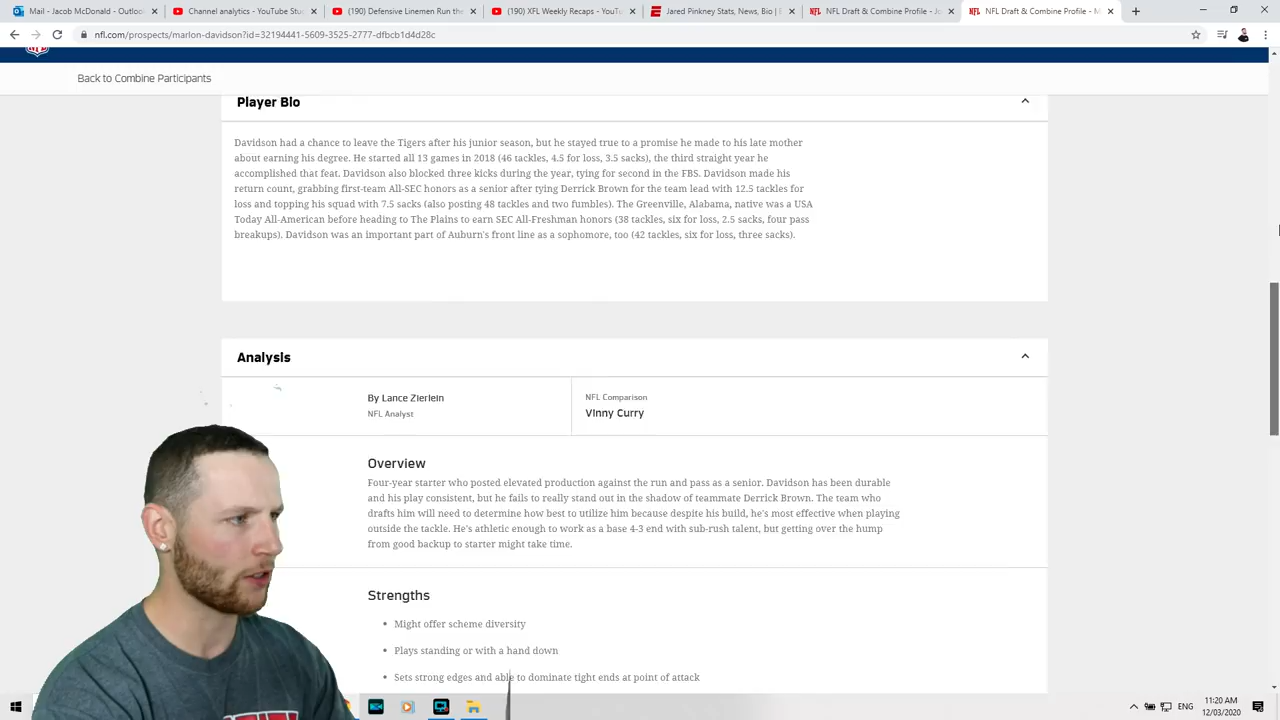 Mail - Jacob McDonald - Outloo
Channel analytics - YouTube Stu
(190) Defensive Linemen Run the
(190) XFL Weekly Recaps - YouT
Jared Pinkney Stats, News, Bio | E
NFL Draft & Combine Profile - Jo
NFL Draft & Combine Profile - M
nfl.com/prospects/marlon-davidson?id=32194441-5609-3525-2777-dfbcb1d4d28c
Back to Combine Participants
Player Bio
Davidson had a chance to leave the Tigers after his junior season, but he stayed true to a promise he made to his late mother
about earning his degree. He started all 13 games in 2018 (46 tackles, 4.5 for loss, 3.5 sacks), the third straight year he
accomplished that feat. Davidson also blocked three kicks during the year, tying for second in the FBS. Davidson made his
return count, grabbing first-team All-SEC honors as a senior after tying Derrick Brown for the team lead with 12.5 tackles for
loss and topping his squad with 7.5 sacks (also posting 48 tackles and two fumbles). The Greenville, Alabama, native was a USA
Today All-American before heading to The Plains to earn SEC All-Freshman honors (38 tackles, six for loss, 2.5 sacks, four pass
breakups). Davidson was an important part of Auburn's front line as a sophomore, too (42 tackles, six for loss, three sacks).
Analysis
By Lance Zierlein
NFL Analyst
NFL Comparison
Vinny Curry
Overview
Four-year starter who posted elevated production against the run and pass as a senior. Davidson has been durable
and his play consistent, but he fails to really stand out in the shadow of teammate Derrick Brown. The team who
drafts him will need to determine how best to utilize him because despite his build, he's most effective when playing
outside the tackle. He's athletic enough to work as a base 4-3 end with sub-rush talent, but getting over the hump
from good backup to starter might take time.
Strengths
• Might offer scheme diversity
• Plays standing or with a hand down
• Sets strong edges and able to dominate tight ends at point of attack
ENG
11:20 AM
12/03/2020